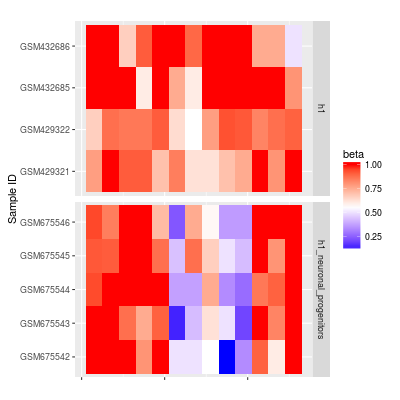 GSM432686
GSM432685
GSM429322
GSM429321
h1
GSM675546
GSM675545
GSM675544
GSM675543
GSM675542
h1_neuronal_progenitors
Sample ID
beta
1.00
0.75
0.50
0.25